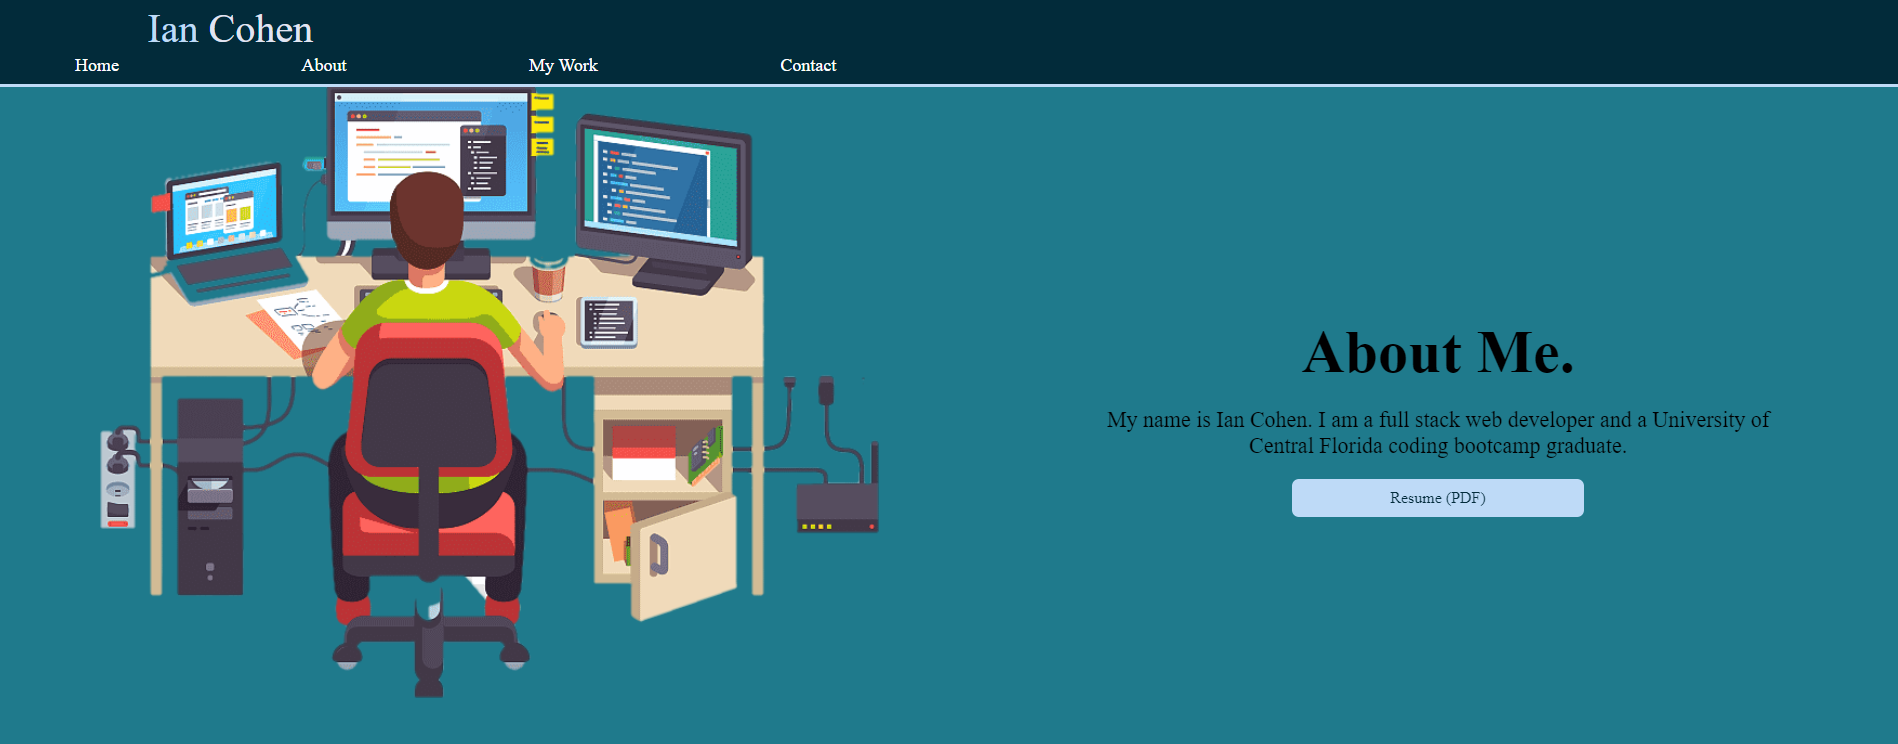 Ian Cohen
Home About My Work Contact
About Me.
My name is Ian Cohen. I am a full stack web developer and a University of
Central Florida coding bootcamp graduate.
Resume (PDF)